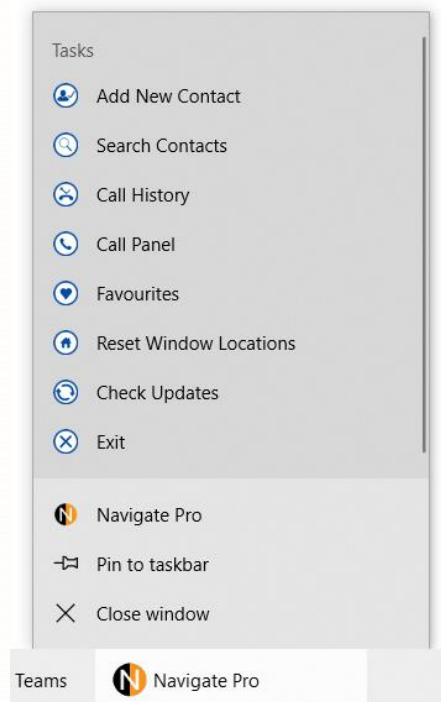 Tasks
Add New Contact
Search Contacts
Call History
Call Panel
Favourites
Reset Window Locations
Check Updates
Exit
Navigate Pro
Pin to taskbar
Close window
Teams N Navigate Pro